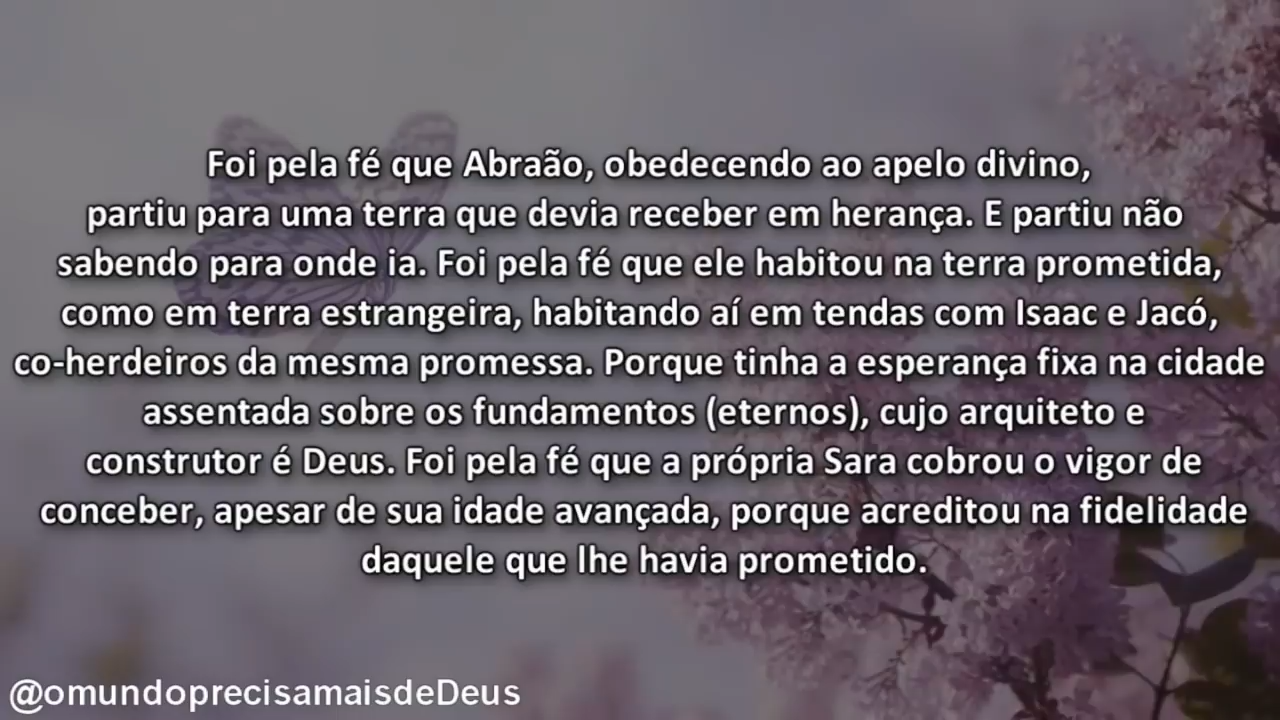 Foi pela fé que Abraão, obedecendo ao apelo divino,
partiu para uma terra que devia receber em herança. E partiu não
sabendo para onde ia. Foi pela fé que ele habitou na terra prometida,
como em terra estrangeira, habitando aí em tendas com Isaac e Jacó,
co-herdeiros da mesma promessa. Porque tinha a esperança fixa na cidade
assentada sobre os fundamentos (eternos), cujo arquiteto e
construtor é Deus. Foi pela fé que a própria Sara cobrou o vigor de
conceber, apesar de sua idade avançada, porque acreditou na fidelidade
daquele que lhe havia prometido.
@omundoprecisamaisdeDeus